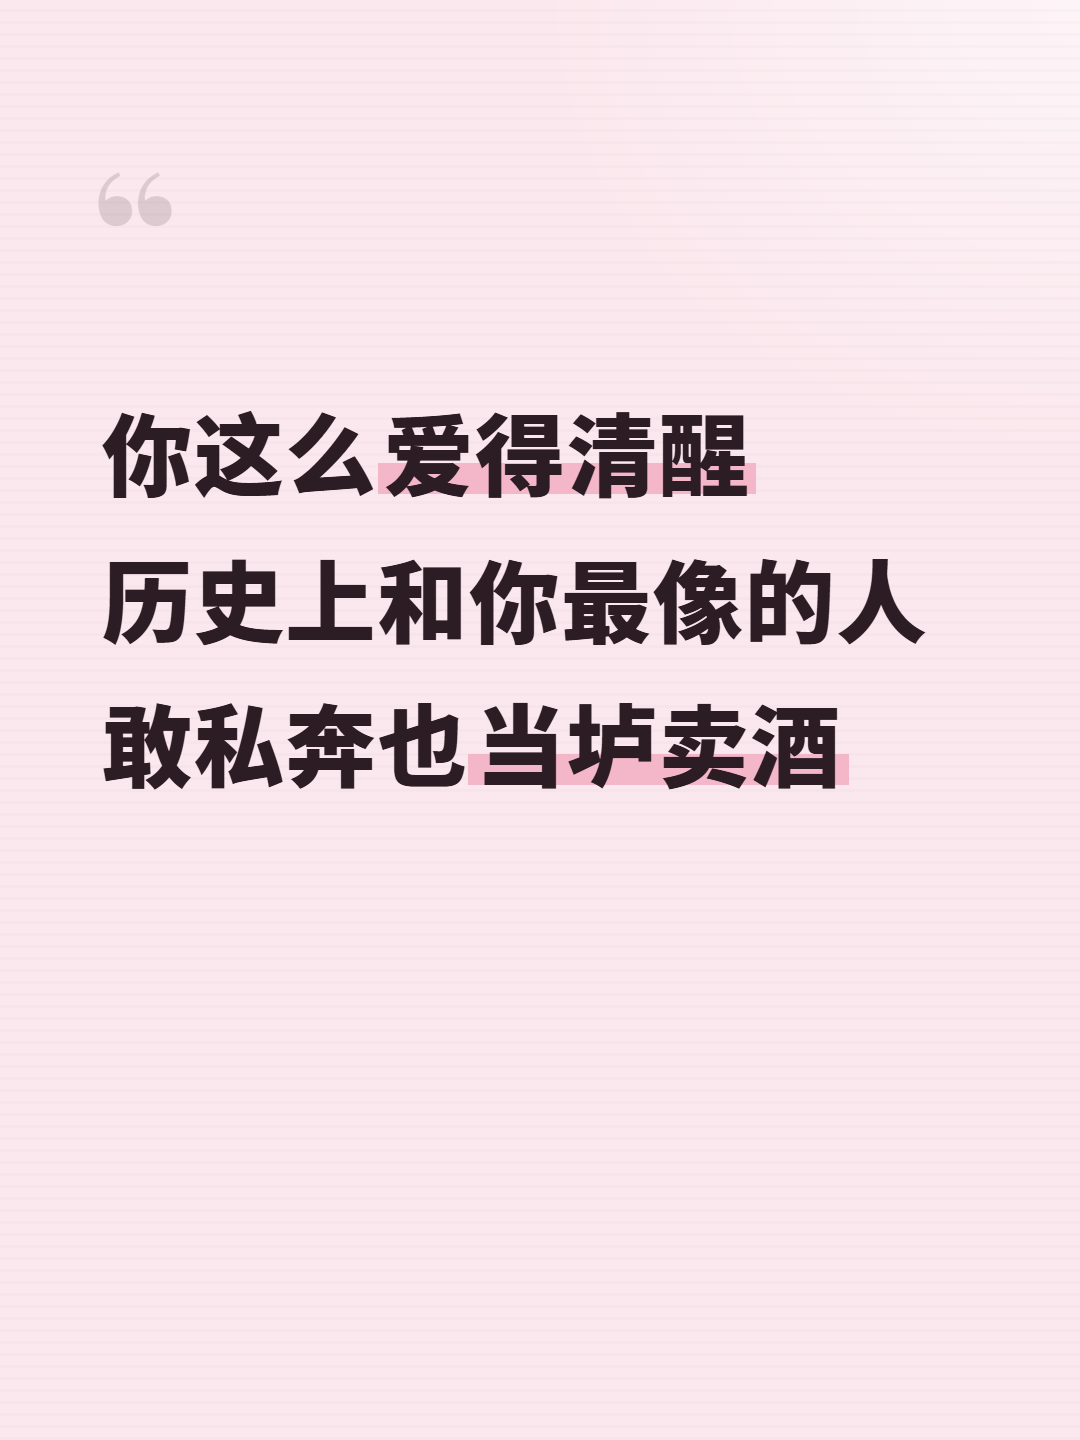 “
你这么爱得清醒
历史上和你最像的人
敢私奔也当垆卖酒